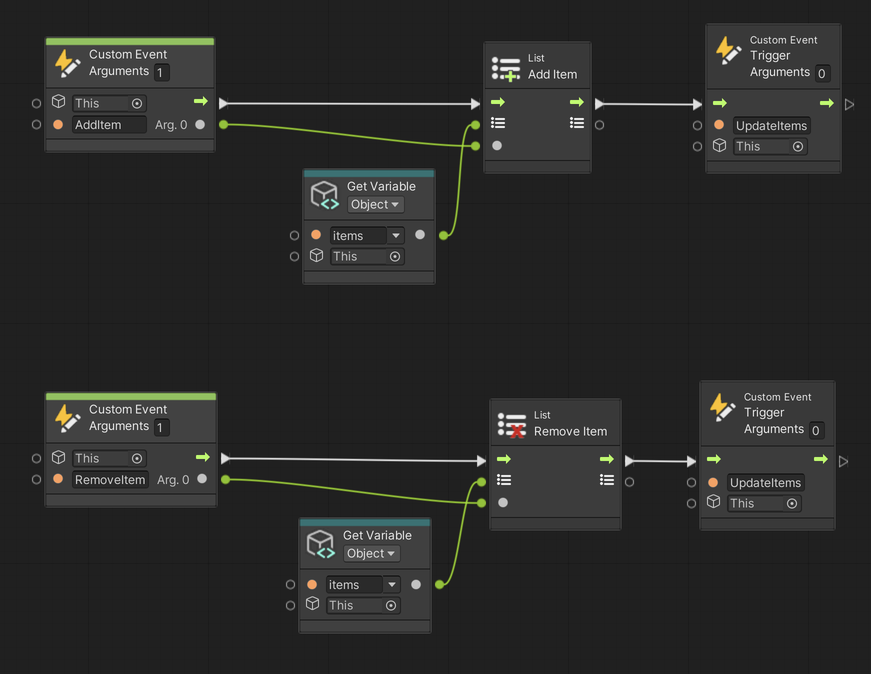 Custom Event
Arguments 1
This
AddItem Arg. 0
Get Variable
Object
items
This
List
Add Item
Custom Event
Trigger
Arguments 0
UpdateItems
This
Custom Event
Arguments 1
This
RemoveItem Arg. 0
Get Variable
Object
items
This
List
Remove Item
Custom Event
Trigger
Arguments 0
UpdateItems
This